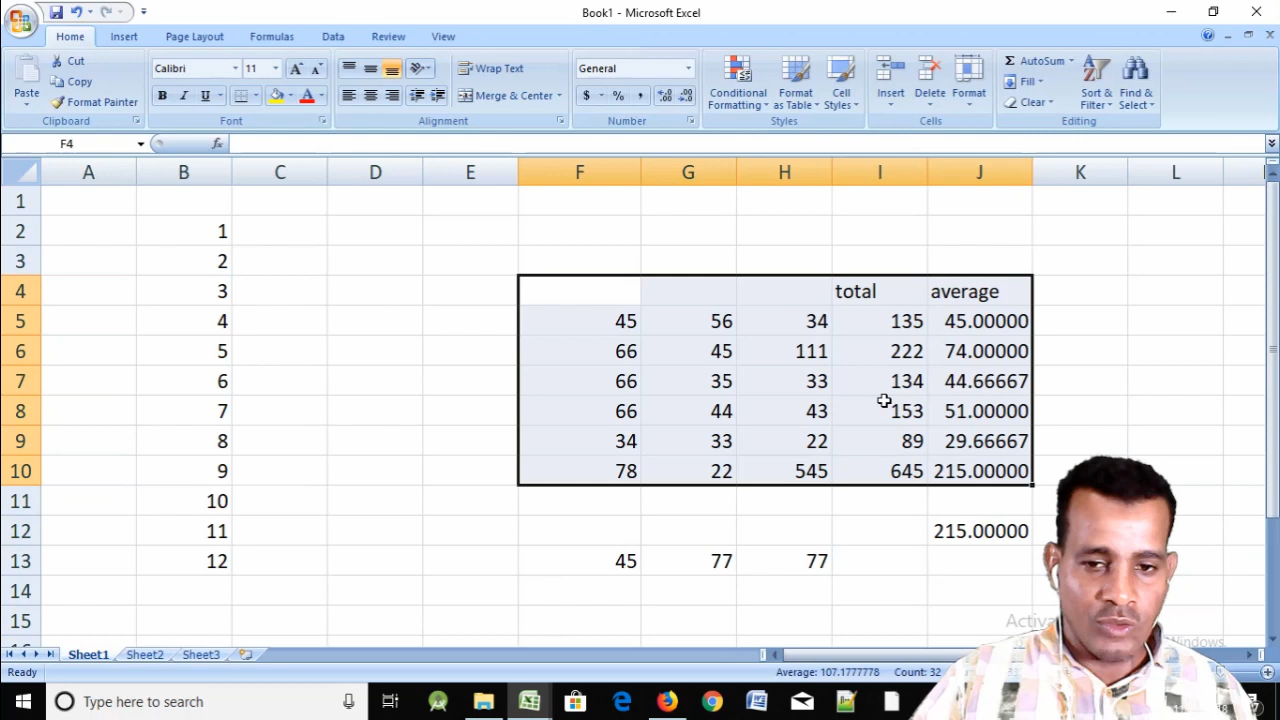 Book1 - Microsoft Excel
Home Insert Page Layout Formulas Data Review View
Paste
Cut
Copy
Format Painter
Clipboard
Calibri 11
B I U A
Font
Wrap Text
Merge & Center
Alignment
General
$ % ,
Number
Conditional Formatting
Format as Table
Cell Styles
Styles
Insert
Delete
Format
Cells
Σ AutoSum
Fill
Clear
Sort & Filter
Find & Select
Editing
F4 fx
A B C D E F G H I J K L
1
2 1
3 2
4 3 total average
5 4 45 56 34 135 45.00000
6 5 66 45 111 222 74.00000
7 6 66 35 33 134 44.66667
8 7 66 44 43 153 51.00000
9 8 34 33 22 89 29.66667
10 9 78 22 545 645 215.00000
11 10
12 11 215.00000
13 12 45 77 77
14
15
Sheet1 Sheet2 Sheet3
Ready Average: 107.1777778 Count: 32
Type here to search